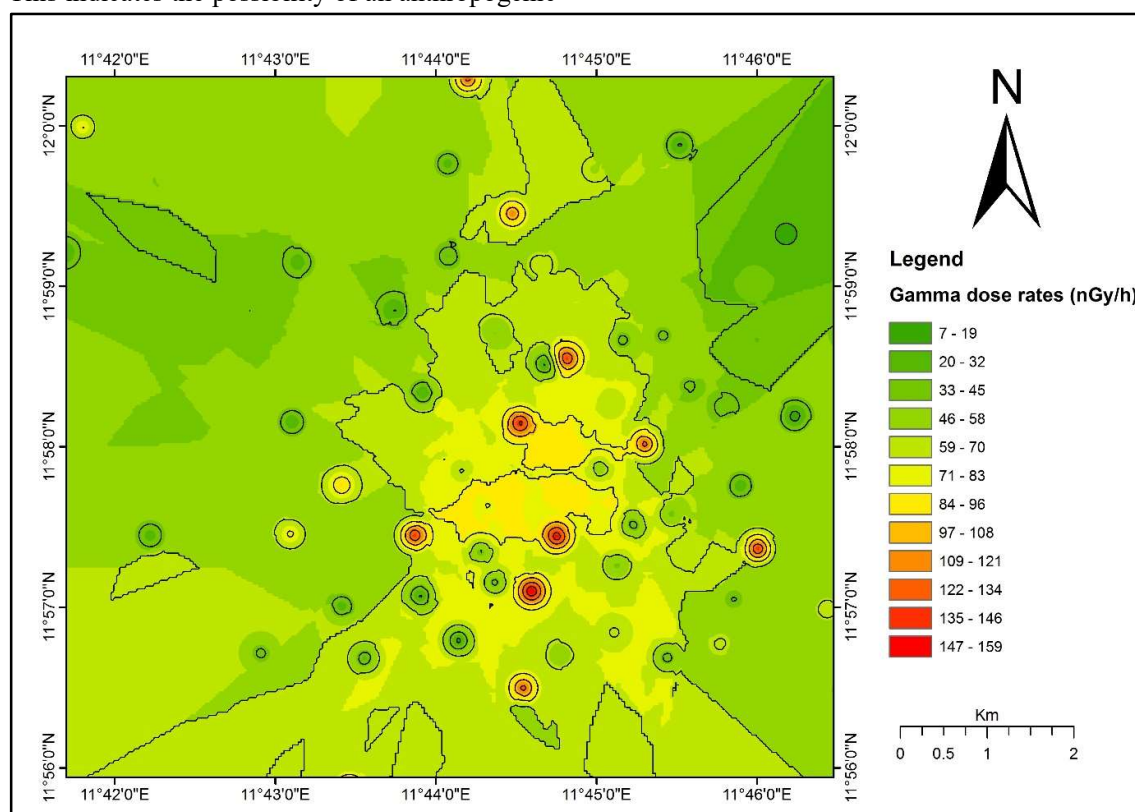 This indicates the possibility of an anthropogenic
11°42'0"E 11°43'0"E 11°44'0"E 11°45'0"E 11°46'0"E
12°0'0"N
11°59'0"N
11°58'0"N
11°57'0"N
11°56'0"N
12°0'0"N
11°59'0"N
11°58'0"N
11°57'0"N
11°56'0"N
11°42'0"E 11°43'0"E 11°44'0"E 11°45'0"E 11°46'0"E
N
Legend
Gamma dose rates (nGy/h)
7 - 19
20 - 32
33 - 45
46 - 58
59 - 70
71 - 83
84 - 96
97 - 108
109 - 121
122 - 134
135 - 146
147 - 159
Km
0 0.5 1 2